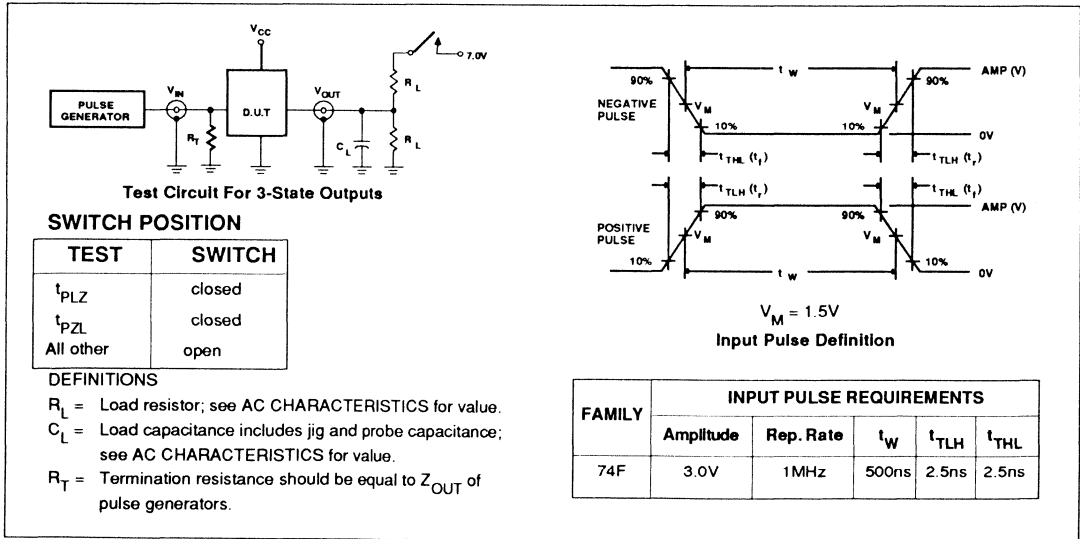 VCC
7.0V
RL
VIN
VOUT
PULSE GENERATOR
D.U.T
RT
CL
RL
Test Circuit For 3-State Outputs
SWITCH POSITION
TEST SWITCH
tPLZ closed
tPZL closed
All other open
DEFINITIONS
RL = Load resistor; see AC CHARACTERISTICS for value.
CL = Load capacitance includes jig and probe capacitance;
see AC CHARACTERISTICS for value.
RT = Termination resistance should be equal to ZOUT of
pulse generators.
tW AMP (V)
90% 90%
NEGATIVE
PULSE
VM VM
10% 10% 0V
tTHL (tf) tTLH (tr)
tTLH (tr) tTHL (tf)
AMP (V)
90% 90%
POSITIVE
PULSE
VM VM
10% 10%
tW 0V
VM = 1.5V
Input Pulse Definition
FAMILY INPUT PULSE REQUIREMENTS
Amplitude Rep. Rate tW tTLH tTHL
74F 3.0V 1MHz 500ns 2.5ns 2.5ns